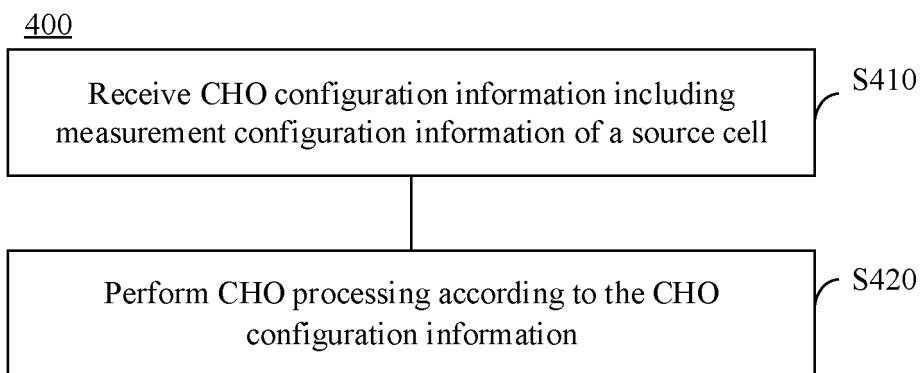 400
Receive CHO configuration information including
measurement configuration information of a source cell
S410
Perform CHO processing according to the CHO
configuration information
S420